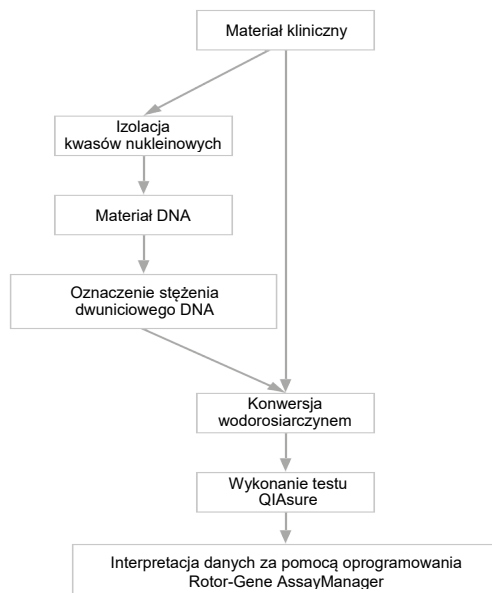 Materiał kliniczny
Izolacja
kwasów nukleinowych
Materiał DNA
Oznaczenie stężenia
dwuniciowego DNA
Konwersja
wodorosiarczynem
Wykonanie testu
QIAsure
Interpretacja danych za pomocą oprogramowania
Rotor-Gene AssayManager